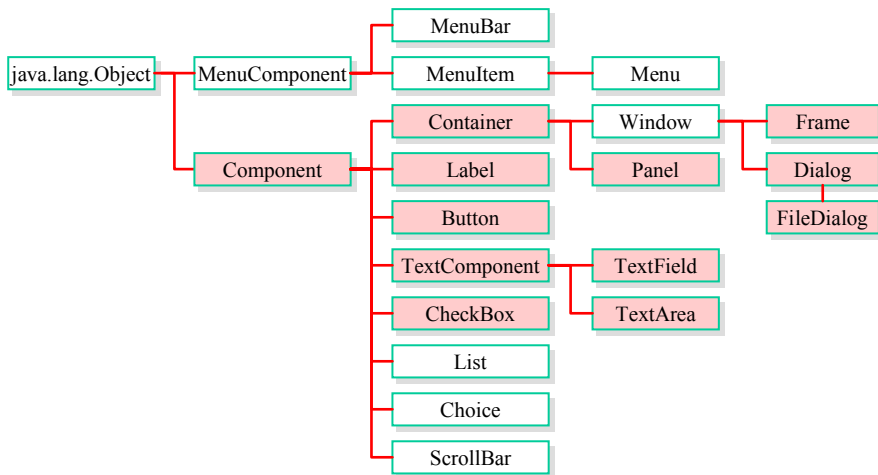 MenuBar
java.lang.Object MenuComponent MenuItem Menu
Container Window Frame
Component Label Panel Dialog
Button FileDialog
TextComponent TextField
CheckBox TextArea
List
Choice
ScrollBar